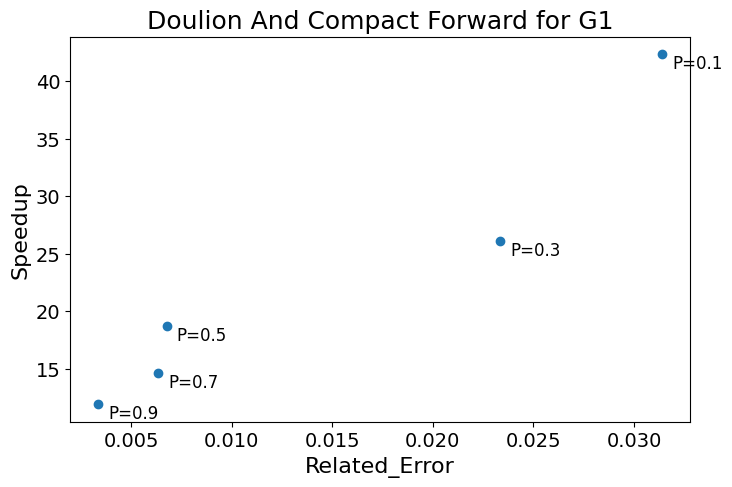 Doulion And Compact Forward for G1
Speedup
40
35
30
25
20
15
P=0.1
P=0.3
P=0.5
P=0.7
P=0.9
0.005 0.010 0.015 0.020 0.025 0.030
Related_Error